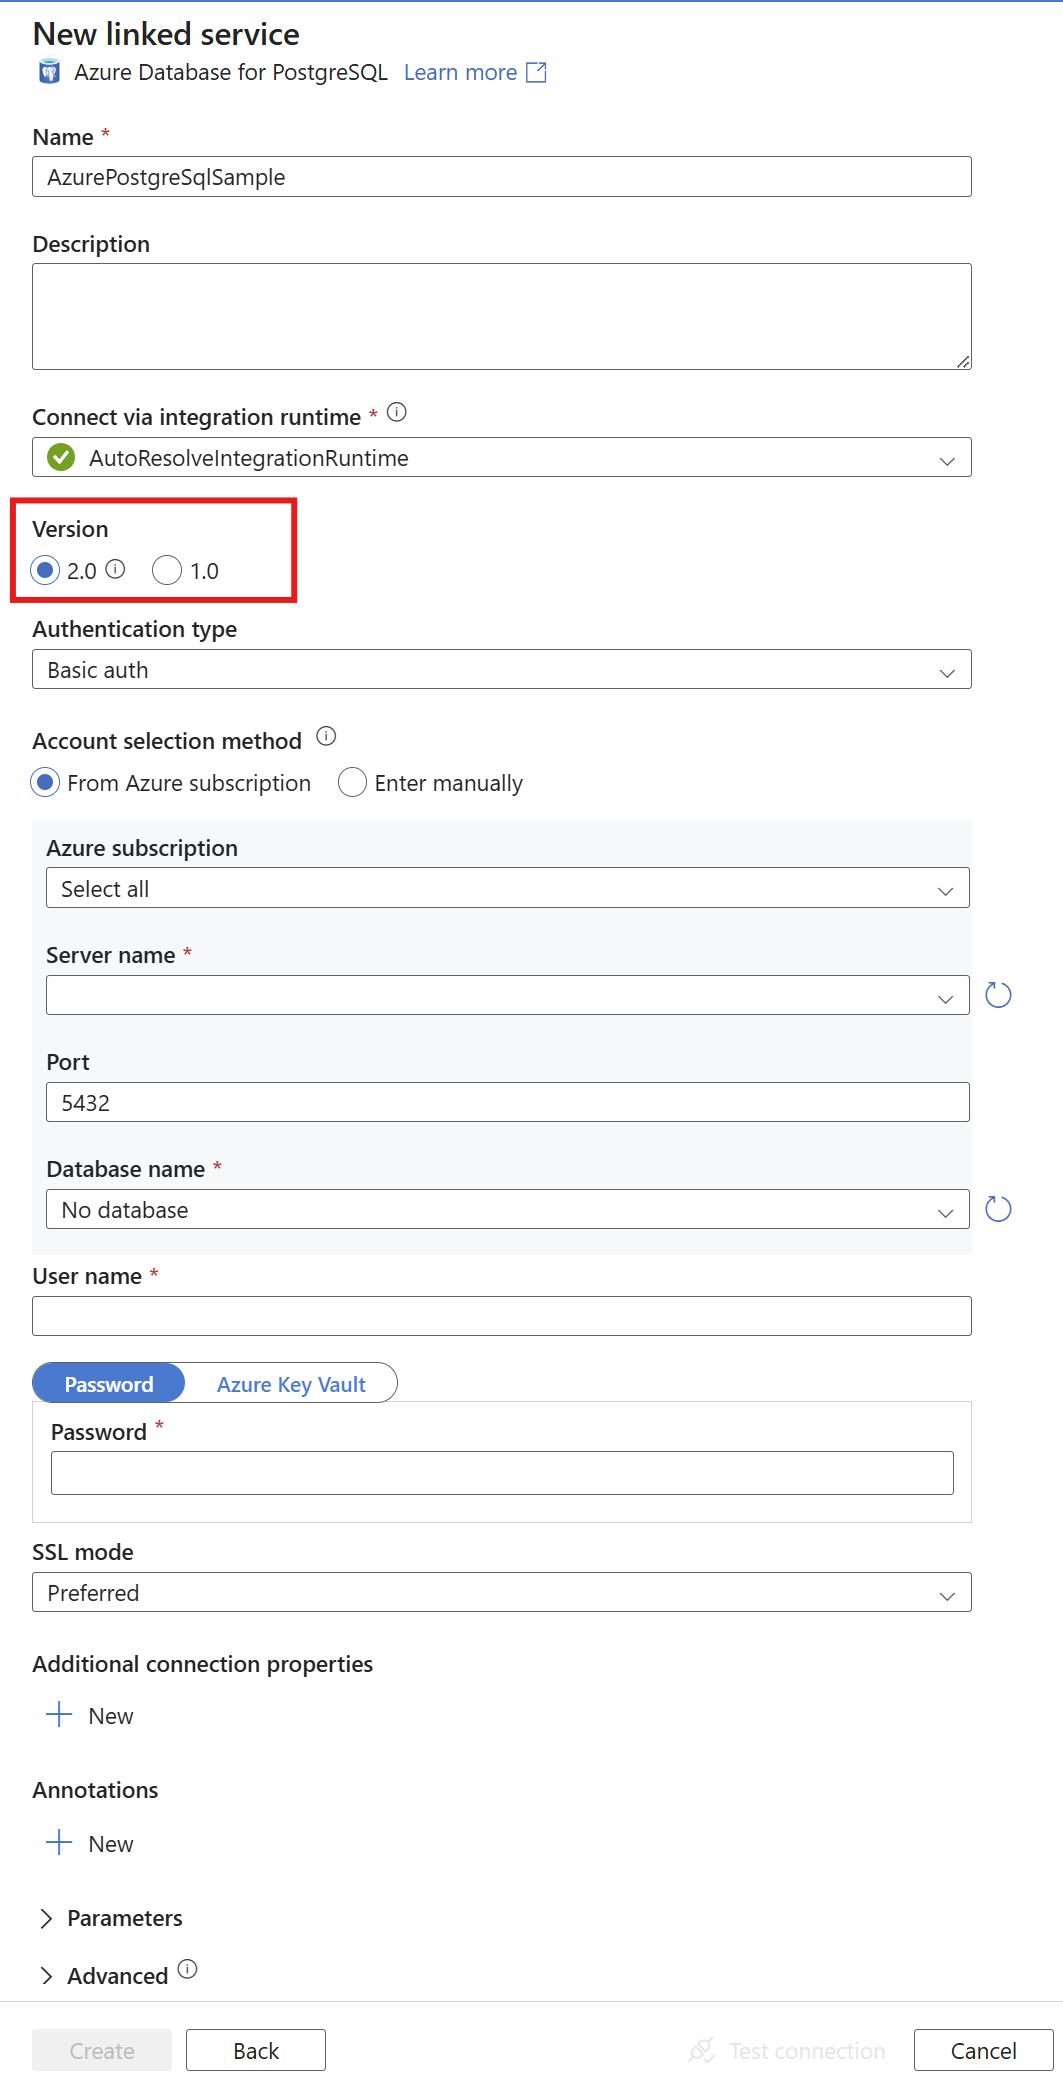 New linked service
Azure Database for PostgreSQL Learn more
Name *
AzurePostgreSqlSample
Description
Connect via integration runtime *
AutoResolveIntegrationRuntime
Version
2.0 1.0
Authentication type
Basic auth
Account selection method
From Azure subscription Enter manually
Azure subscription
Select all
Server name *
Port
5432
Database name *
No database
User name *
Password Azure Key Vault
Password *
SSL mode
Preferred
Additional connection properties
New
Annotations
New
Parameters
Advanced
Create Back Test connection Cancel